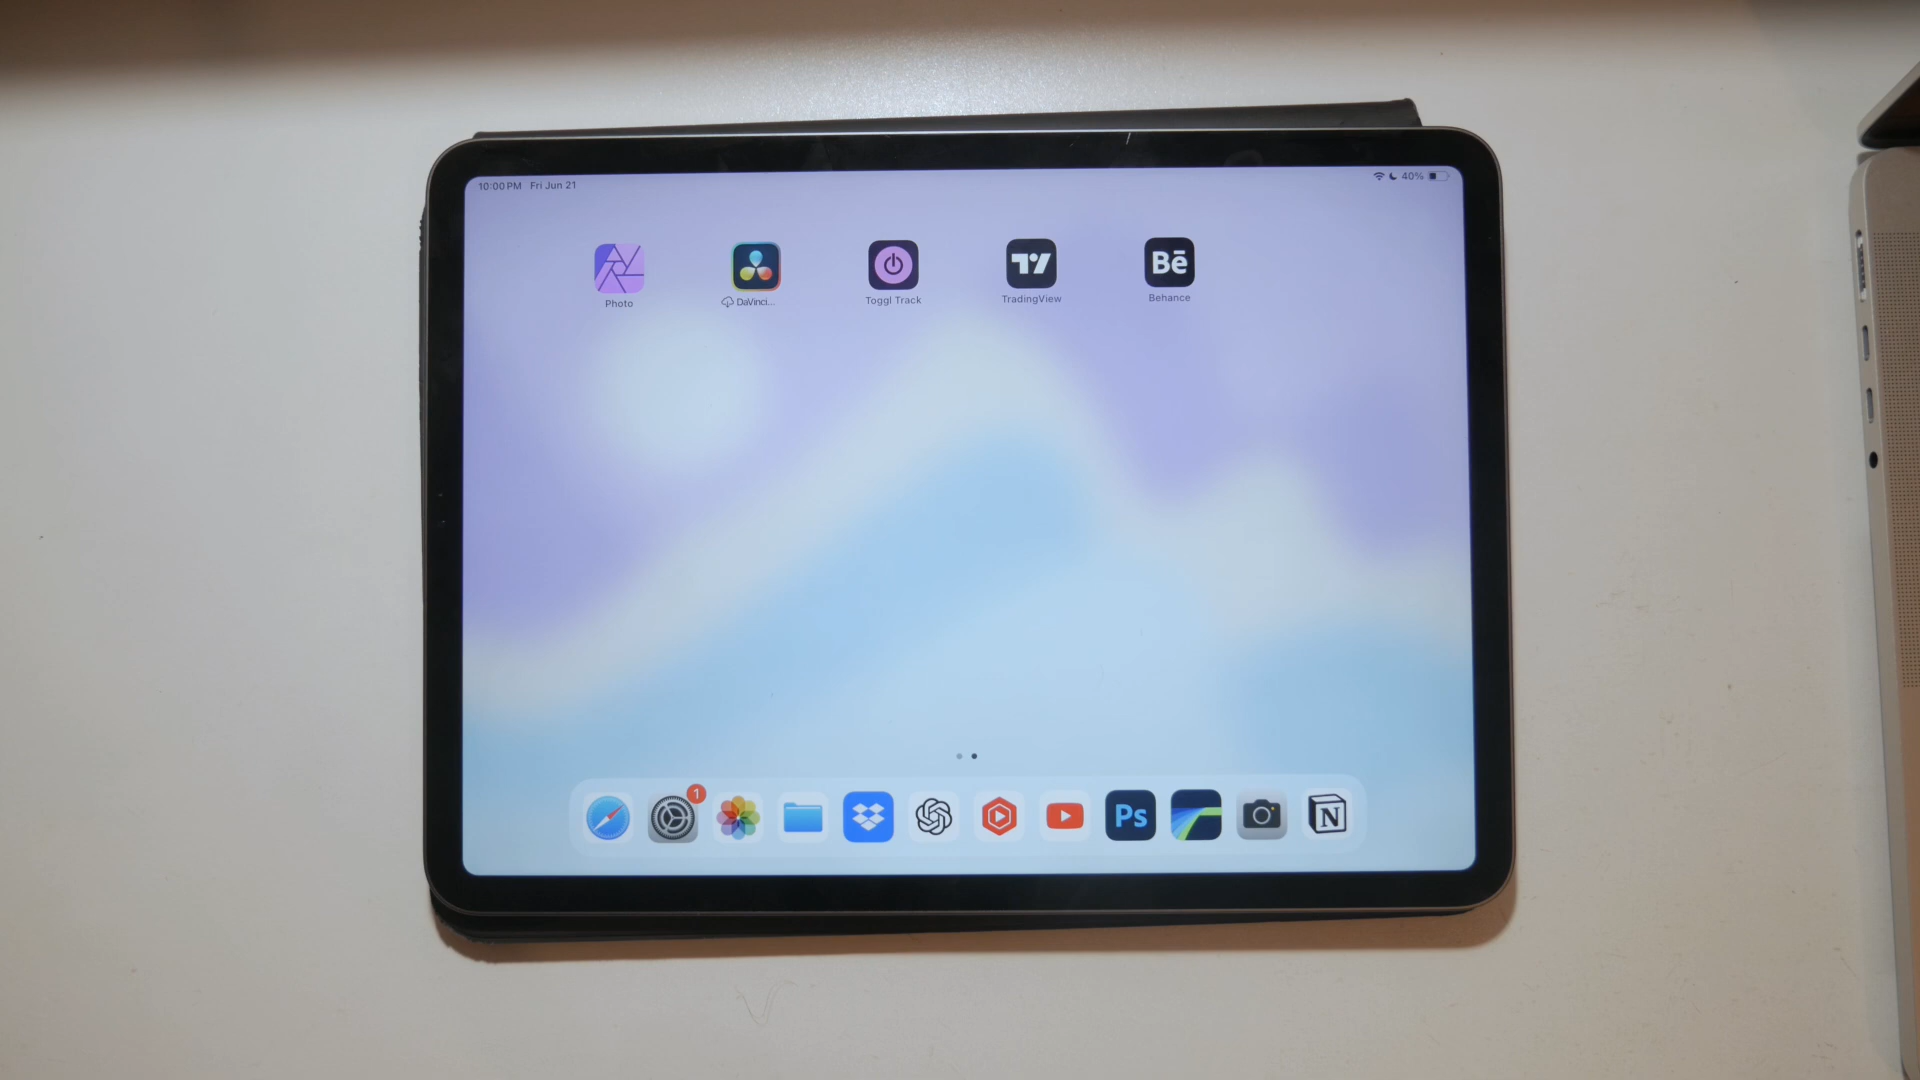 10:00 PM Fri Jun 21
40%
Bē
Photo
DaVinci...
Toggl Track
TradingView
Behance
1
Ps
N